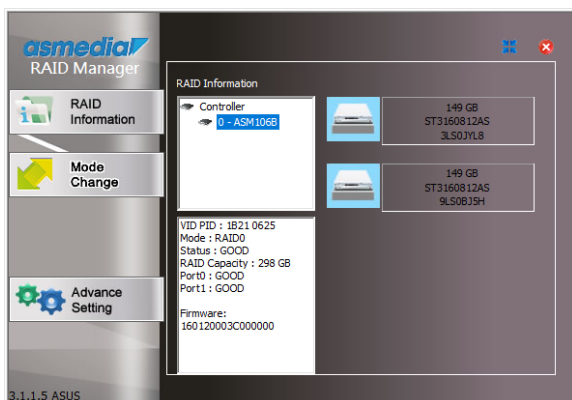 asmedia
RAID Manager
RAID
Information
Mode
Change
Advance
Setting
3.1.1.5 ASUS
RAID Information
Controller
0 - ASM106B
149 GB
ST3160812AS
3LS0JYL8
149 GB
ST3160812AS
9LS0BJ5H
VID PID : 1B21 0625
Mode : RAID0
Status : GOOD
RAID Capacity : 298 GB
Port0 : GOOD
Port1 : GOOD
Firmware:
160120003C000000